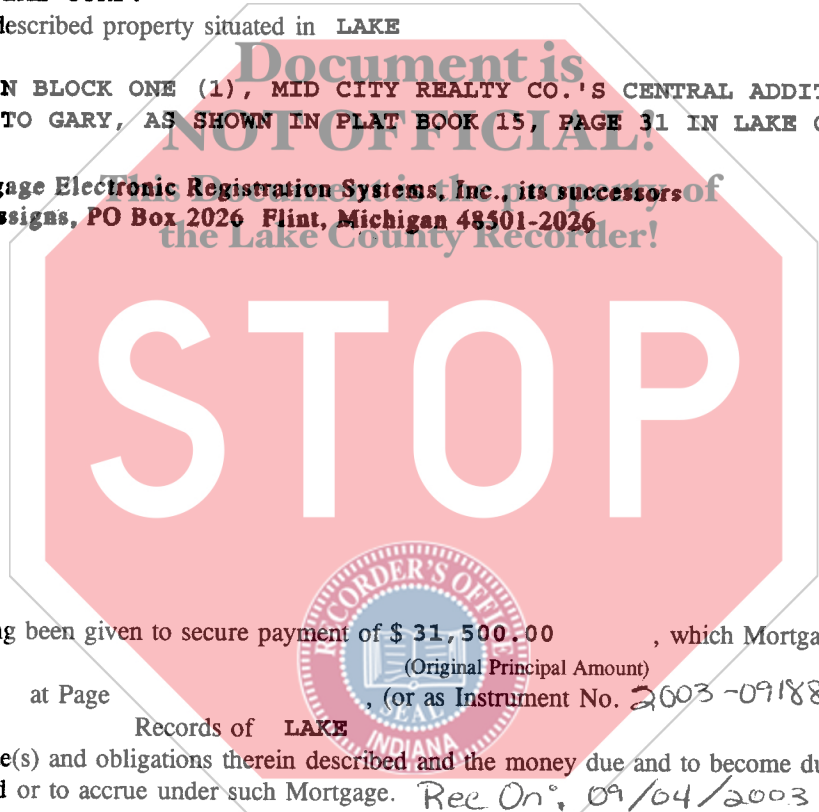 described property situated in LAKE
Document is
N BLOCK ONE (1), MID CITY REALTY CO.'S CENTRAL ADDIT
NOT OFFICIAL!
TO GARY, AS SHOWN IN PLAT BOOK 15, PAGE 31 IN LAKE
This Document is the property of
gage Electronic Registration Systems, Inc., its successors
ssigns, PO Box 2026 Flint, Michigan 48501-2026
the Lake County Recorder!
STOP
RECORDER'S OFFICE
SEAL
INDIANA
ng been given to secure payment of $ 31,500.00 , which Mortga
(Original Principal Amount)
at Page , (or as Instrument No. 2003-09188
Records of LAKE
e(s) and obligations therein described and the money due and to become du
d or to accrue under such Mortgage. Rec On: 09/04/2003